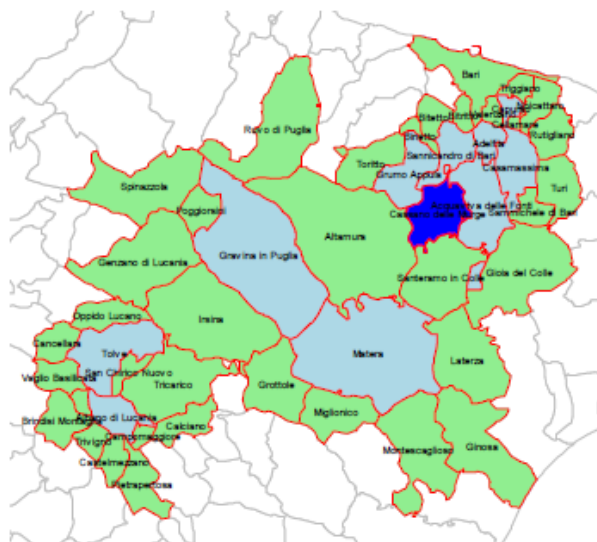 Bari
Triggiano
Capurso
Noicattaro
Ruvo di Puglia
Bitetto
Bitritto
Cellamare
Rutigliano
Binetto
Adelfia
Toritto
Sannicandro di Bari
Casamassima
Grumo Appula
Spinazzola
Turi
Poggiorsini
Altamura
Acquaviva delle Fonti
Cassano delle Murge
Sammichele di Bari
Genzano di Lucania
Gravina in Puglia
Santeramo in Colle
Gioia del Colle
Oppido Lucano
Irsina
Cancellara
Tolve
Matera
Laterza
Vaglio Basilicata
San Chirico Nuovo
Tricarico
Grottole
Miglionico
Brindisi Montagna
Albano di Lucania
Calciano
Campomaggiore
Trivigno
Montescaglioso
Ginosa
Castelmezzano
Pietrapertosa